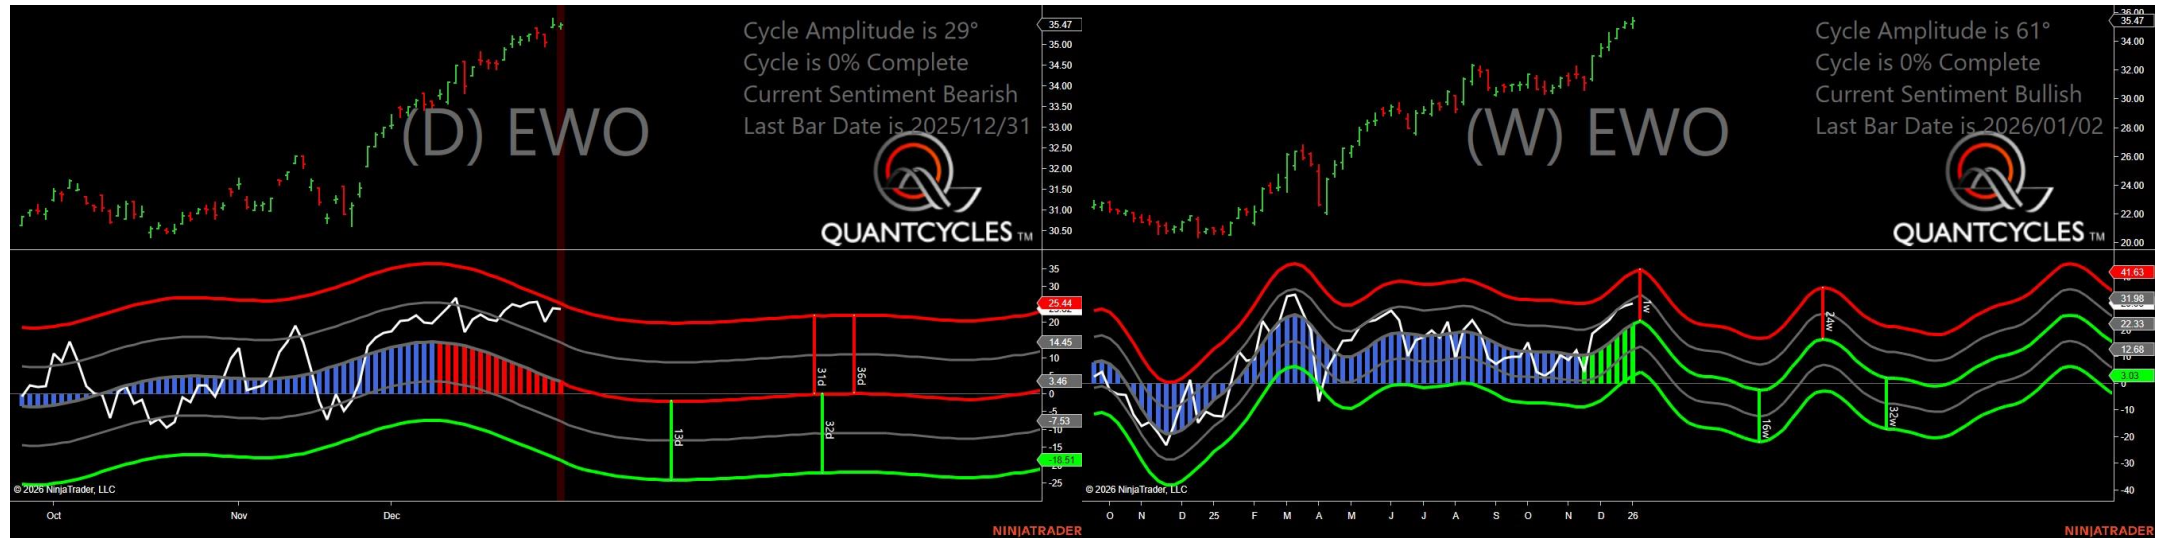 Cycle Amplitude is 29°
Cycle is 0% Complete
Current Sentiment Bearish
Last Bar Date is 2025/12/31
(D) EWO
QUANTCYCLES TM
35.47
35.00
34.50
34.00
33.50
33.00
32.50
32.00
31.50
31.00
30.50
35
30
25.44
20
14.45
10
5
3.46
0
-5
-7.53
-10
-15
-18.51
-25
13d
31d
32d
36d
© 2026 NinjaTrader, LLC
Oct Nov Dec
NINJATRADER
Cycle Amplitude is 61°
Cycle is 0% Complete
Current Sentiment Bullish
Last Bar Date is 2026/01/02
(W) EWO
QUANTCYCLES TM
36.00
35.47
34.00
32.00
30.00
28.00
26.00
24.00
22.00
20.00
41.63
31.98
22.33
12.68
3.03
-10
-20
-30
-40
1w
16w
24w
32w
© 2026 NinjaTrader, LLC
O N D 25 F M A M J J A S O N D 26
NINJATRADER